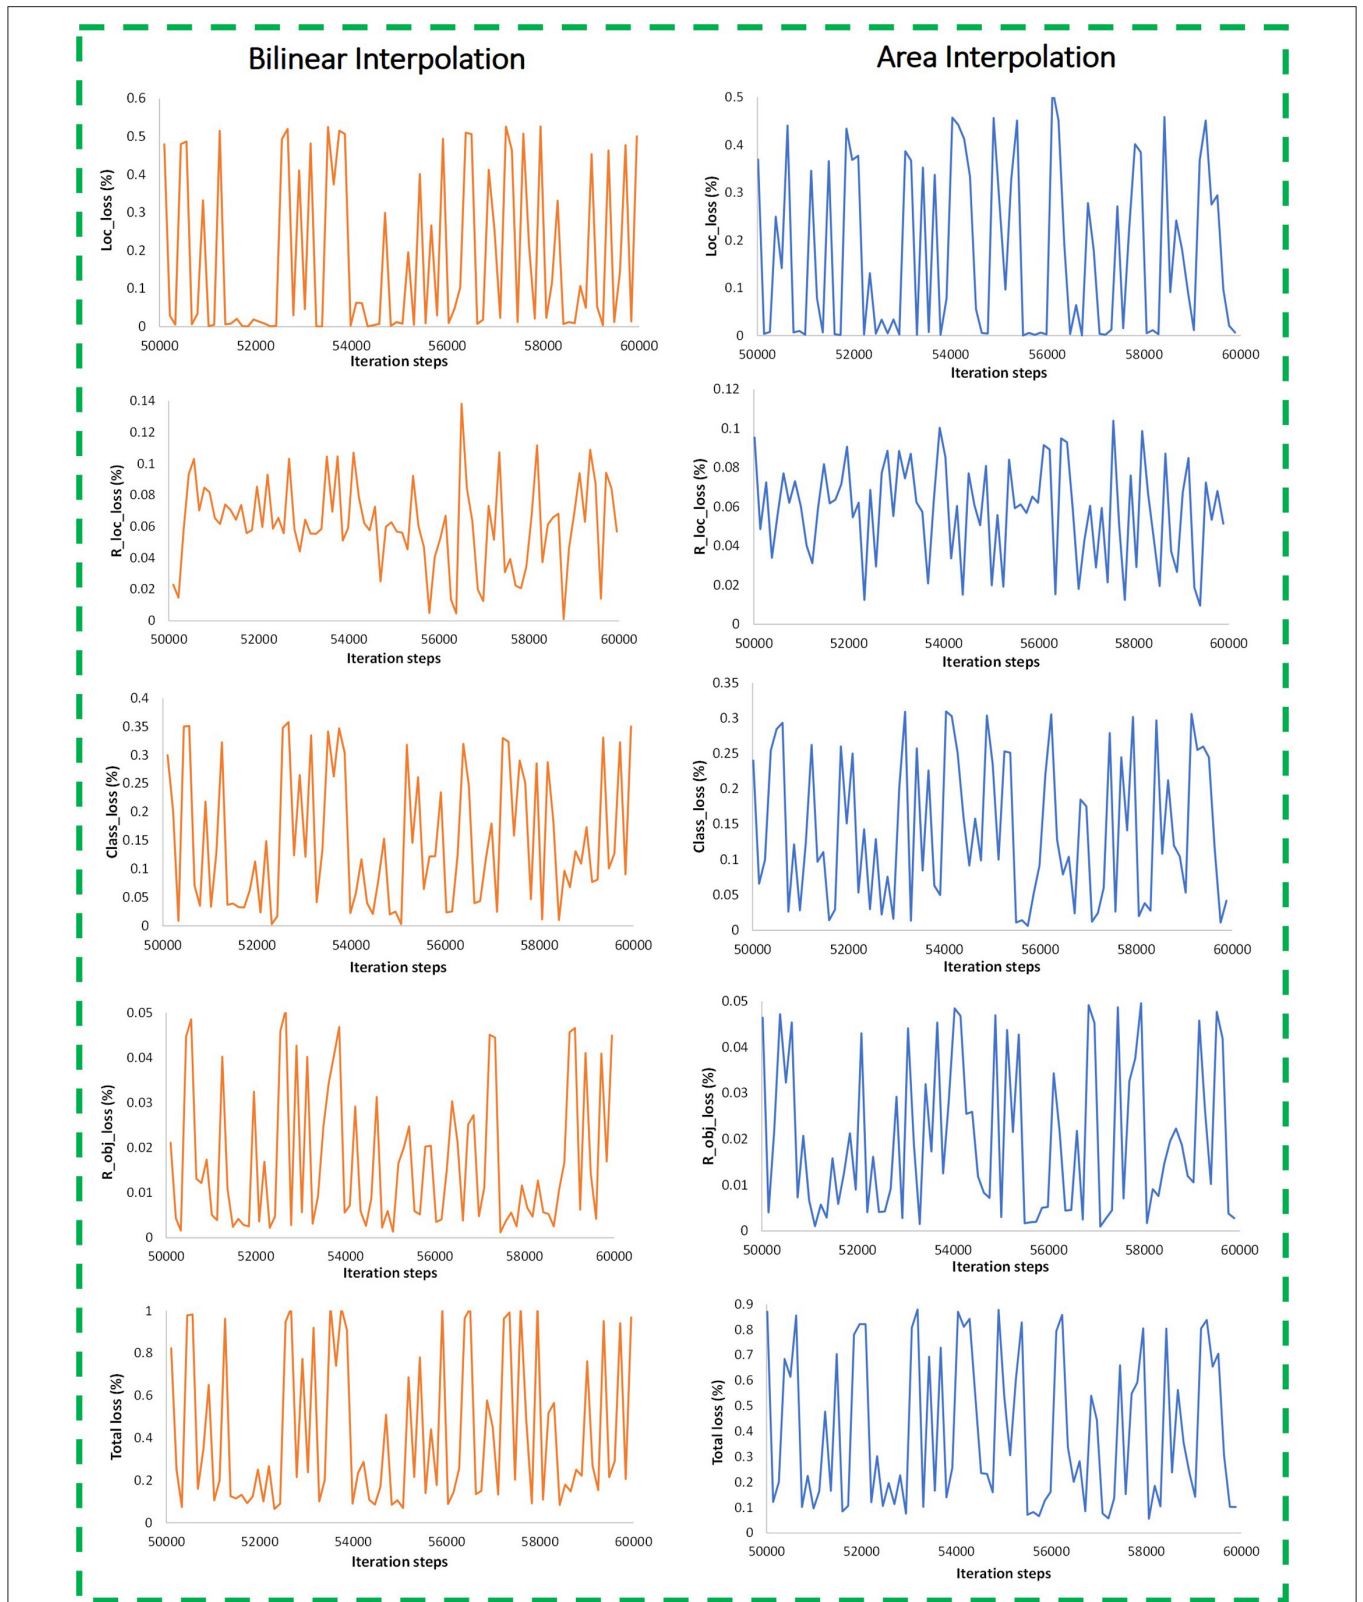 Bilinear Interpolation
Area Interpolation
0.6
0.5
0.4
0.3
0.2
0.1
0
Loc_loss (%)
50000 52000 54000 56000 58000 60000
Iteration steps
0.5
0.4
0.3
0.2
0.1
0
Loc_loss (%)
50000 52000 54000 56000 58000 60000
Iteration steps
0.14
0.12
0.1
0.08
0.06
0.04
0.02
0
R_loc_loss (%)
50000 52000 54000 56000 58000 60000
Iteration steps
0.12
0.1
0.08
0.06
0.04
0.02
0
R_loc_loss (%)
50000 52000 54000 56000 58000 60000
Iteration steps
0.4
0.35
0.3
0.25
0.2
0.15
0.1
0.05
0
Class_loss (%)
50000 52000 54000 56000 58000 60000
Iteration steps
0.35
0.3
0.25
0.2
0.15
0.1
0.05
0
Class_loss (%)
50000 52000 54000 56000 58000 60000
Iteration steps
0.05
0.04
0.03
0.02
0.01
0
R_obj_loss (%)
50000 52000 54000 56000 58000 60000
Iteration steps
0.05
0.04
0.03
0.02
0.01
0
R_obj_loss (%)
50000 52000 54000 56000 58000 60000
Iteration steps
1
0.8
0.6
0.4
0.2
0
Total loss (%)
50000 52000 54000 56000 58000 60000
Iteration steps
0.9
0.8
0.7
0.6
0.5
0.4
0.3
0.2
0.1
0
Total loss (%)
50000 52000 54000 56000 58000 60000
Iteration steps